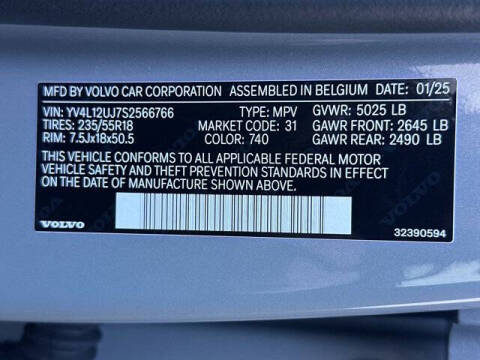 MFD BY VOLVO CAR CORPORATION ASSEMBLED IN BELGIUM DATE: 01/25
VIN: YV4L12UJ7S2566766 TYPE: MPV GVWR: 5025 LB
TIRES: 235/55R18 MARKET CODE: 31 GAWR FRONT: 2645 LB
RIM: 7.5Jx18x50.5 COLOR: 740 GAWR REAR: 2490 LB
THIS VEHICLE CONFORMS TO ALL APPLICABLE FEDERAL MOTOR
VEHICLE SAFETY AND THEFT PREVENTION STANDARDS IN EFFECT
ON THE DATE OF MANUFACTURE SHOWN ABOVE.
VOLVO
32390594
VOLVO